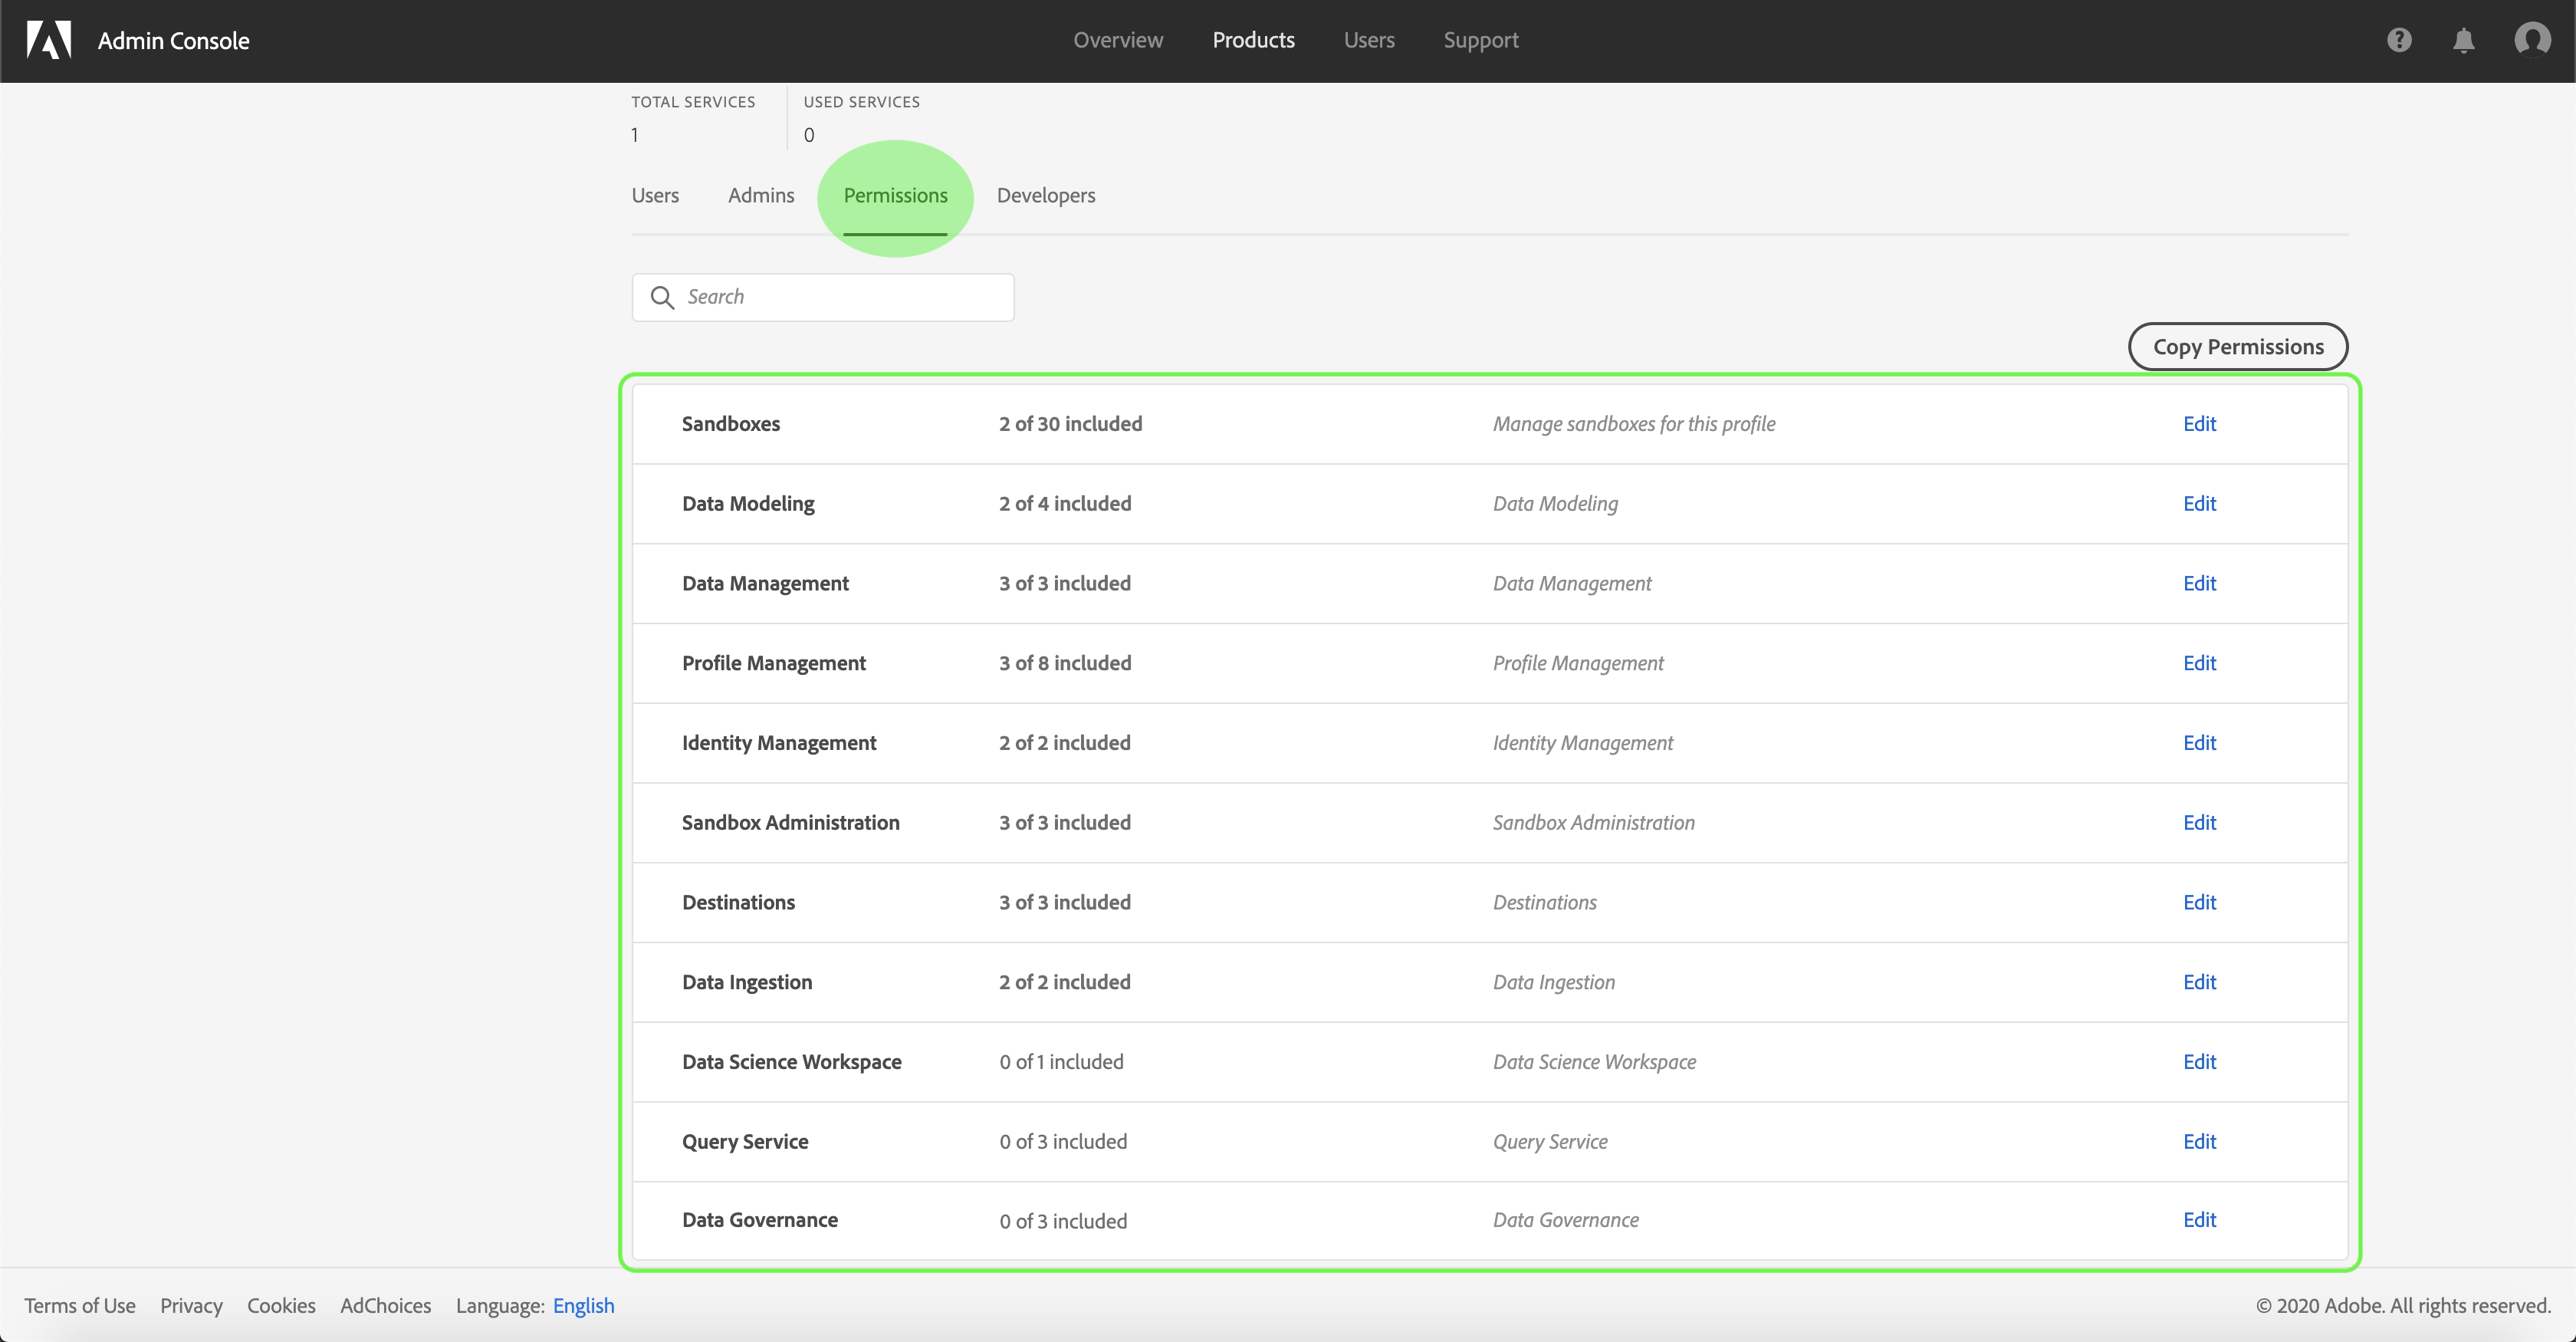 Admin Console
Overview Products Users Support
TOTAL SERVICES USED SERVICES
1 0
Users Admins Permissions Developers
Search
Copy Permissions
Sandboxes 2 of 30 included Manage sandboxes for this profile Edit
Data Modeling 2 of 4 included Data Modeling Edit
Data Management 3 of 3 included Data Management Edit
Profile Management 3 of 8 included Profile Management Edit
Identity Management 2 of 2 included Identity Management Edit
Sandbox Administration 3 of 3 included Sandbox Administration Edit
Destinations 3 of 3 included Destinations Edit
Data Ingestion 2 of 2 included Data Ingestion Edit
Data Science Workspace 0 of 1 included Data Science Workspace Edit
Query Service 0 of 3 included Query Service Edit
Data Governance 0 of 3 included Data Governance Edit
Terms of Use Privacy Cookies AdChoices Language: English © 2020 Adobe. All rights reserved.